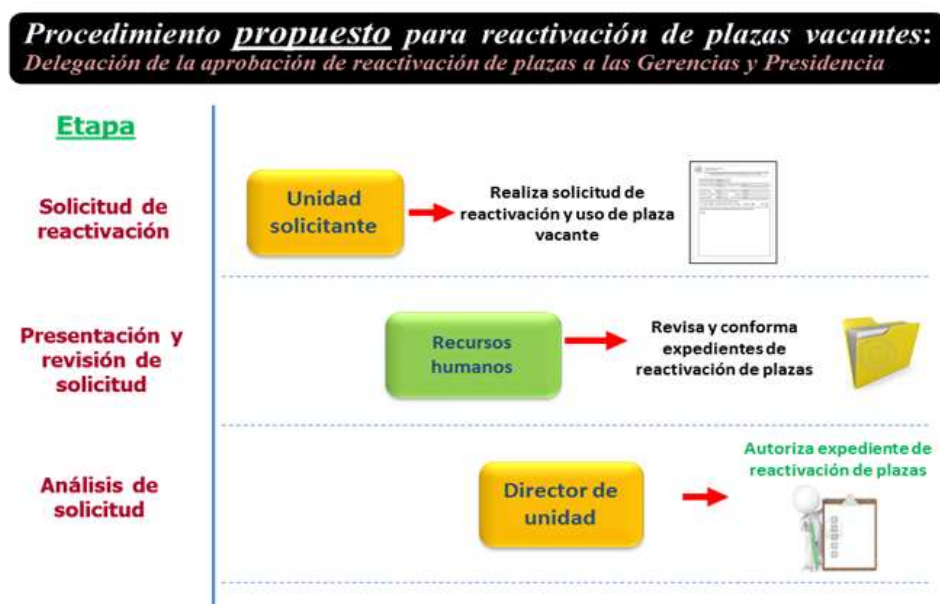 Procedimiento propuesto para reactivación de plazas vacantes:
Delegación de la aprobación de reactivación de plazas a las Gerencias y Presidencia
Etapa
Solicitud de
reactivación
Unidad
solicitante
Realiza solicitud de
reactivación y uso de plaza
vacante
Presentación y
revisión de
solicitud
Recursos
humanos
Revisa y conforma
expedientes de
reactivación de plazas
Análisis de
solicitud
Director de
unidad
Autoriza expediente de
reactivación de plazas